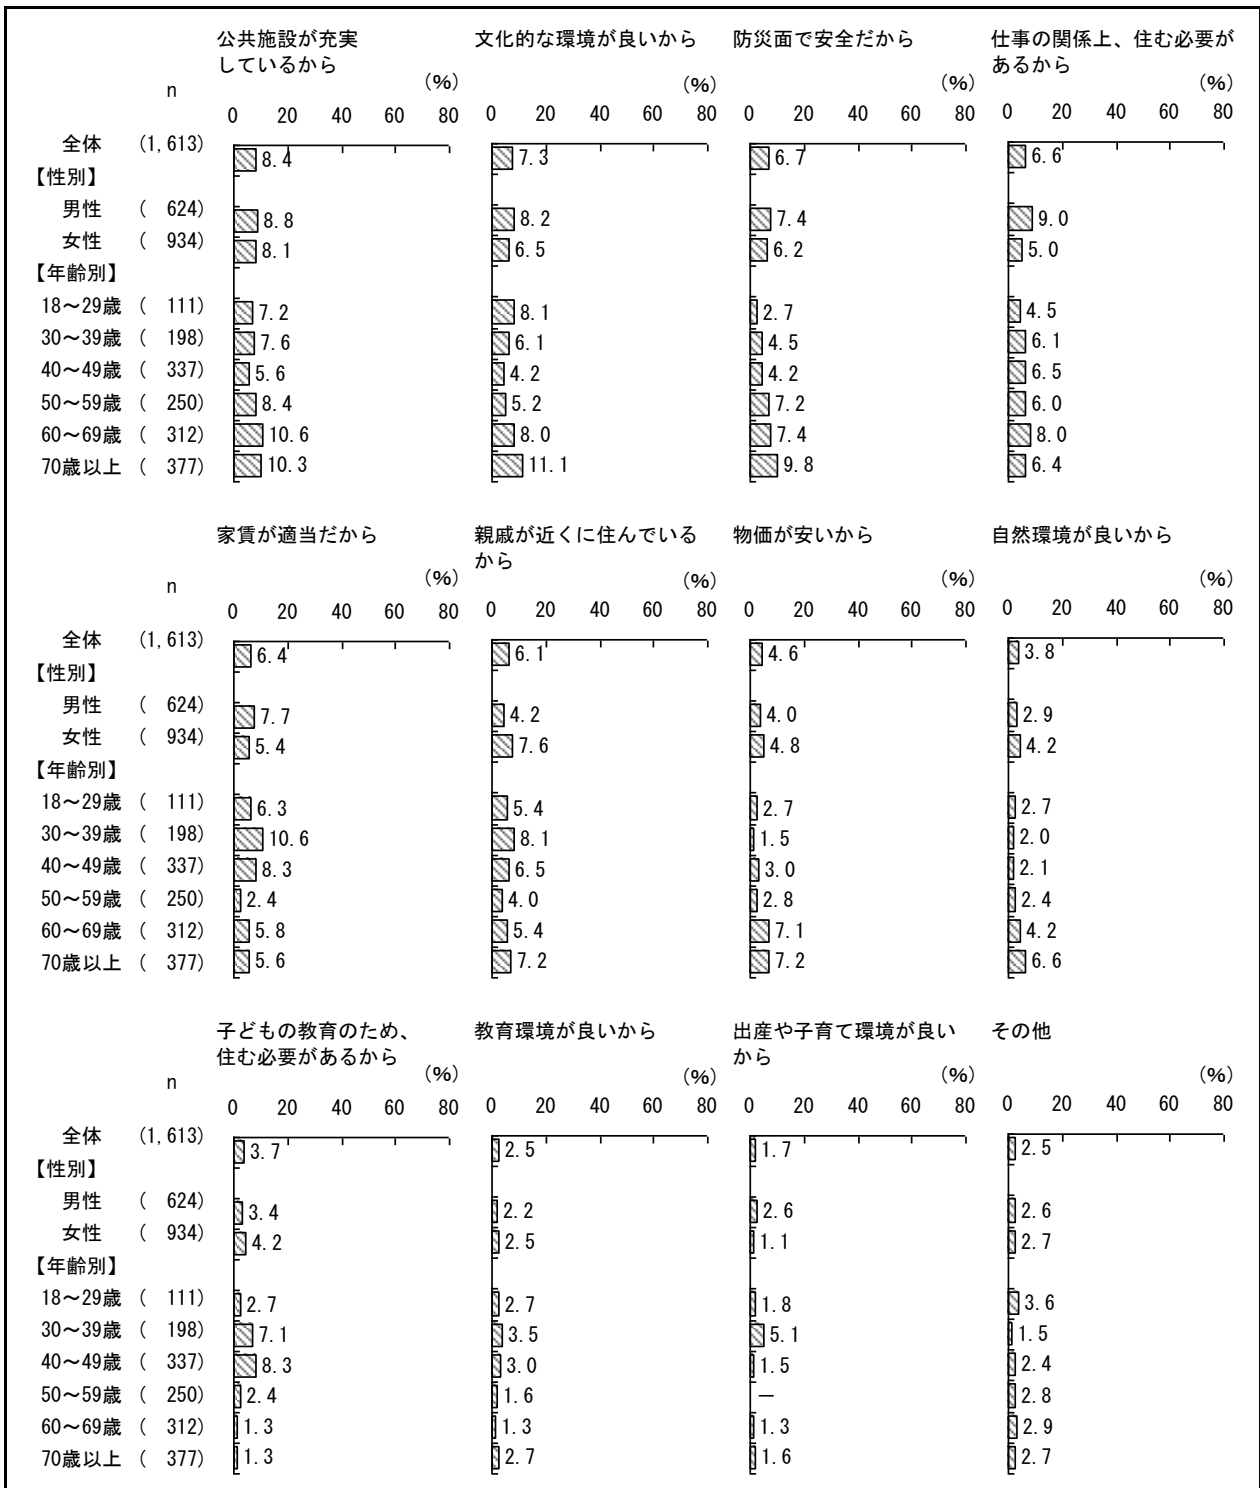 公共施設が充実
しているから
文化的な環境が良いから
防災面で安全だから
仕事の関係上、住む必要が
あるから
n (%) (%) (%) (%)
0 20 40 60 80 0 20 40 60 80 0 20 40 60 80 0 20 40 60 80
全体 (1,613) 8.4 7.3 6.7 6.6
【性別】
男性 ( 624) 8.8 8.2 7.4 9.0
女性 ( 934) 8.1 6.5 6.2 5.0
【年齢別】
18～29歳 ( 111) 7.2 8.1 2.7 4.5
30～39歳 ( 198) 7.6 6.1 4.5 6.1
40～49歳 ( 337) 5.6 4.2 4.2 6.5
50～59歳 ( 250) 8.4 5.2 7.2 6.0
60～69歳 ( 312) 10.6 8.0 7.4 8.0
70歳以上 ( 377) 10.3 11.1 9.8 6.4
家賃が適当だから
親戚が近くに住んでいる
から
物価が安いから
自然環境が良いから
n (%) (%) (%) (%)
0 20 40 60 80 0 20 40 60 80 0 20 40 60 80 0 20 40 60 80
全体 (1,613) 6.4 6.1 4.6 3.8
【性別】
男性 ( 624) 7.7 4.2 4.0 2.9
女性 ( 934) 5.4 7.6 4.8 4.2
【年齢別】
18～29歳 ( 111) 6.3 5.4 2.7 2.7
30～39歳 ( 198) 10.6 8.1 1.5 2.0
40～49歳 ( 337) 8.3 6.5 3.0 2.1
50～59歳 ( 250) 2.4 4.0 2.8 2.4
60～69歳 ( 312) 5.8 5.4 7.1 4.2
70歳以上 ( 377) 5.6 7.2 7.2 6.6
子どもの教育のため、
住む必要があるから
教育環境が良いから
出産や子育て環境が良い
から
その他
n (%) (%) (%) (%)
0 20 40 60 80 0 20 40 60 80 0 20 40 60 80 0 20 40 60 80
全体 (1,613) 3.7 2.5 1.7 2.5
【性別】
男性 ( 624) 3.4 2.2 2.6 2.6
女性 ( 934) 4.2 2.5 1.1 2.7
【年齢別】
18～29歳 ( 111) 2.7 2.7 1.8 3.6
30～39歳 ( 198) 7.1 3.5 5.1 1.5
40～49歳 ( 337) 8.3 3.0 1.5 2.4
50～59歳 ( 250) 2.4 1.6 － 2.8
60～69歳 ( 312) 1.3 1.3 1.3 2.9
70歳以上 ( 377) 1.3 2.7 1.6 2.7